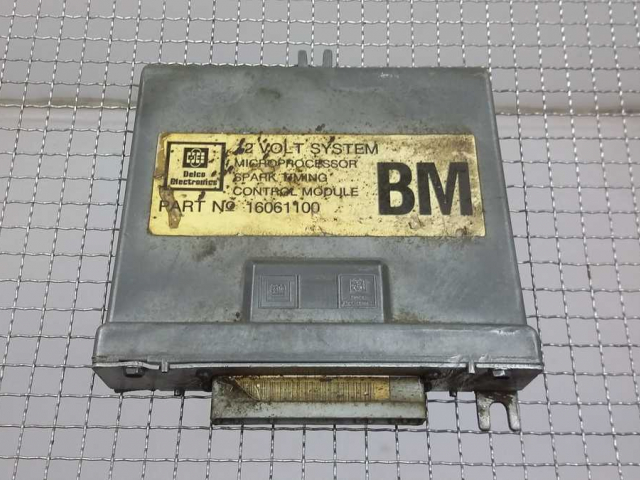 Delco
Electronics
12 VOLT SYSTEM
MICROPROCESSOR
SPARK TIMING
CONTROL MODULE
PART No 16061100
BM